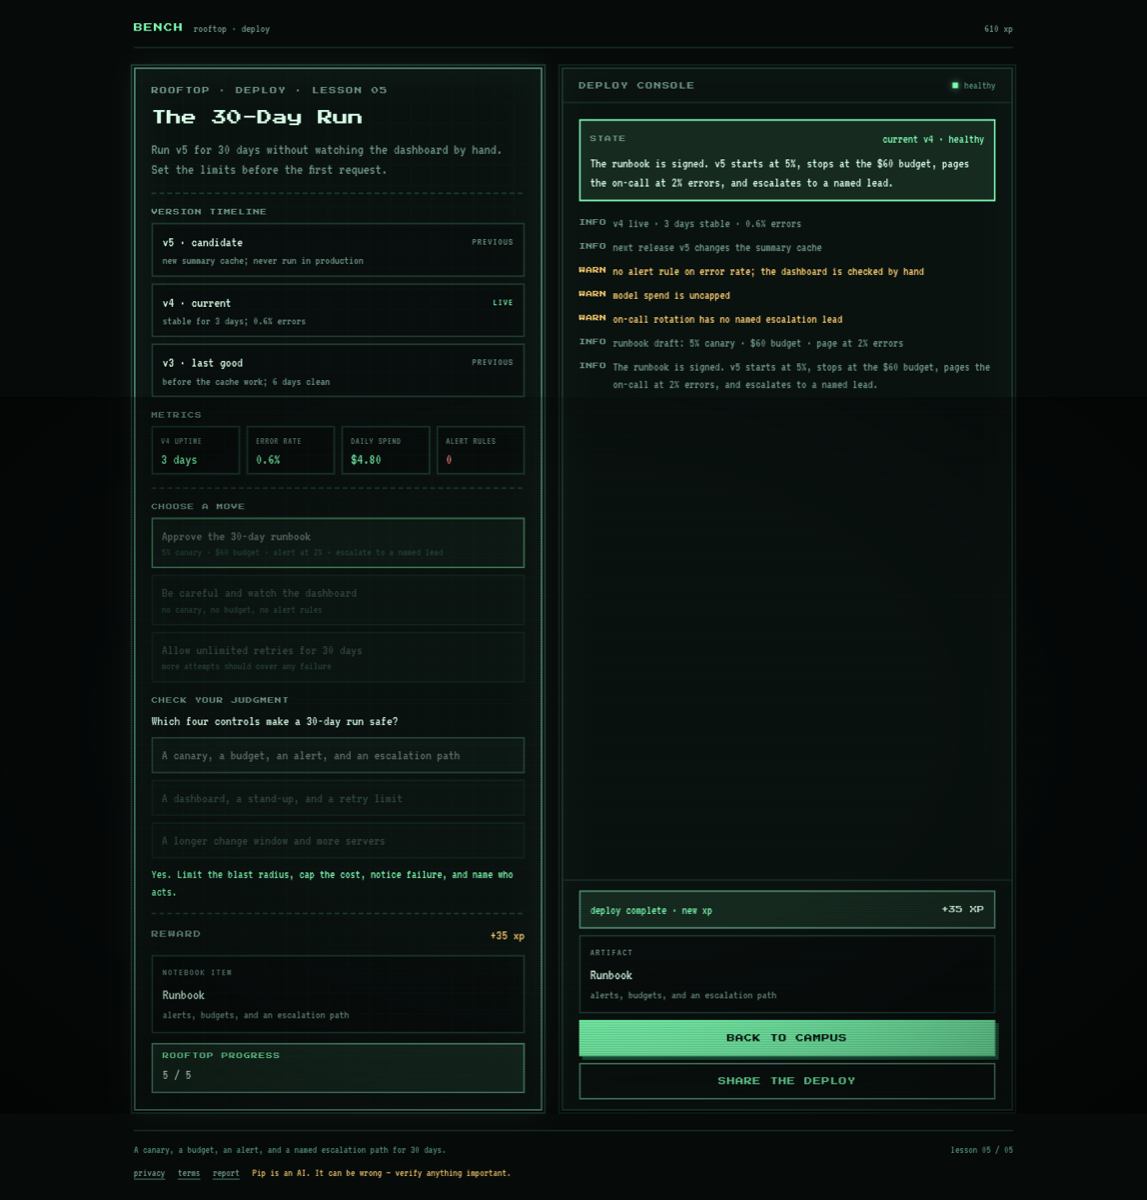 BENCH rooftop · deploy
610 xp
ROOFTOP · DEPLOY · LESSON 05
The 30-Day Run
Run v5 for 30 days without watching the dashboard by hand.
Set the limits before the first request.
VERSION TIMELINE
v5 · candidate
PREVIOUS
new summary cache; never run in production
v4 · current
LIVE
stable for 3 days; 0.6% errors
v3 · last good
PREVIOUS
before the cache work; 6 days clean
METRICS
V4 UPTIME
3 days
ERROR RATE
0.6%
DAILY SPEND
$4.80
ALERT RULES
0
CHOOSE A MOVE
Approve the 30-day runbook
5% canary · $60 budget · alert at 2% · escalate to a named lead
Be careful and watch the dashboard
no canary, no budget, no alert rules
Allow unlimited retries for 30 days
more attempts should cover any failure
CHECK YOUR JUDGMENT
Which four controls make a 30-day run safe?
A canary, a budget, an alert, and an escalation path
A dashboard, a stand-up, and a retry limit
A longer change window and more servers
Yes. Limit the blast radius, cap the cost, notice failure, and name who
acts.
REWARD
+35 xp
NOTEBOOK ITEM
Runbook
alerts, budgets, and an escalation path
ROOFTOP PROGRESS
5 / 5
DEPLOY CONSOLE
healthy
STATE
current v4 · healthy
The runbook is signed. v5 starts at 5%, stops at the $60 budget, pages
the on-call at 2% errors, and escalates to a named lead.
INFO v4 live · 3 days stable · 0.6% errors
INFO next release v5 changes the summary cache
WARN no alert rule on error rate; the dashboard is checked by hand
WARN model spend is uncapped
WARN on-call rotation has no named escalation lead
INFO runbook draft: 5% canary · $60 budget · page at 2% errors
INFO The runbook is signed. v5 starts at 5%, stops at the $60 budget, pages the
on-call at 2% errors, and escalates to a named lead.
deploy complete · new xp
+35 XP
ARTIFACT
Runbook
alerts, budgets, and an escalation path
BACK TO CAMPUS
SHARE THE DEPLOY
A canary, a budget, an alert, and a named escalation path for 30 days.
lesson 05 / 05
privacy terms report Pip is an AI. It can be wrong – verify anything important.